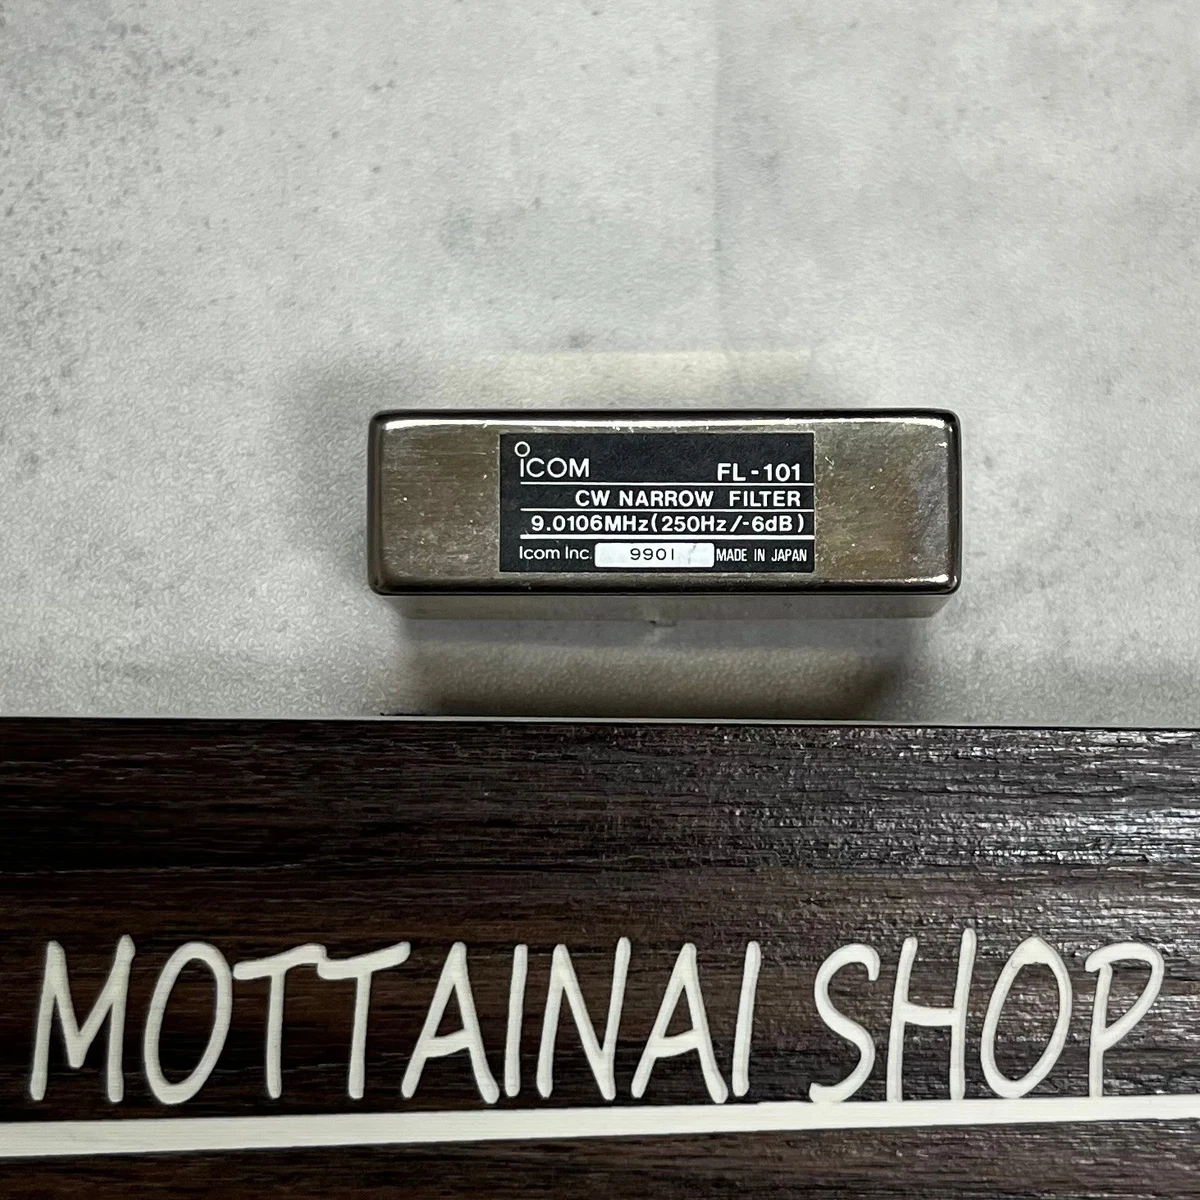 iCOM FL-101
CW NARROW FILTER
9.0106MHz(250Hz/-6dB)
Icom Inc. 9901 MADE IN JAPAN
MOTTAINAI SHOP